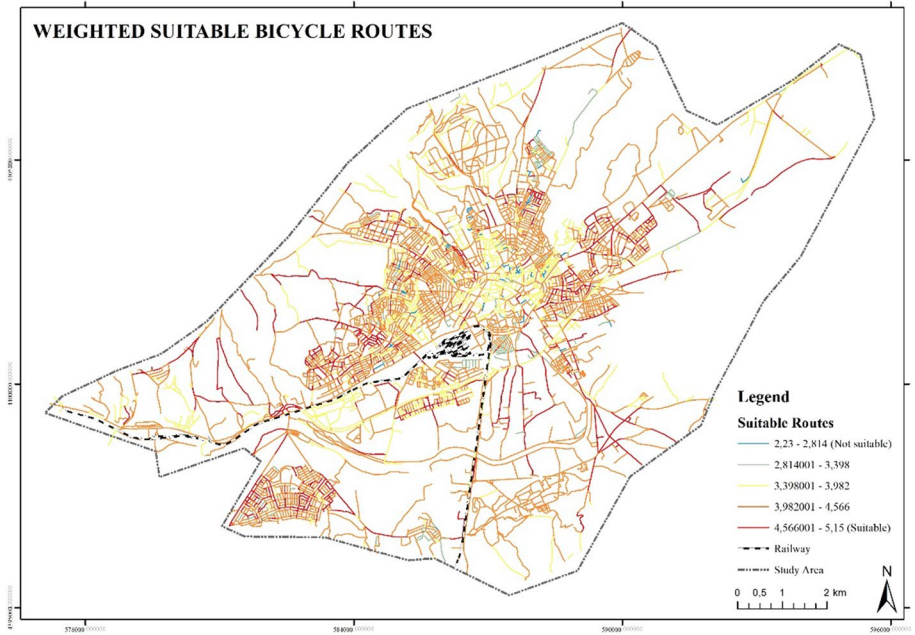 WEIGHTED SUITABLE BICYCLE ROUTES
Legend
Suitable Routes
2,23 - 2,814 (Not suitable)
2,814001 - 3,398
3,398001 - 3,982
3,982001 - 4,566
4,566001 - 5,15 (Suitable)
Railway
Study Area
N
0 0,5 1 2 km
584000,000000
590000,000000